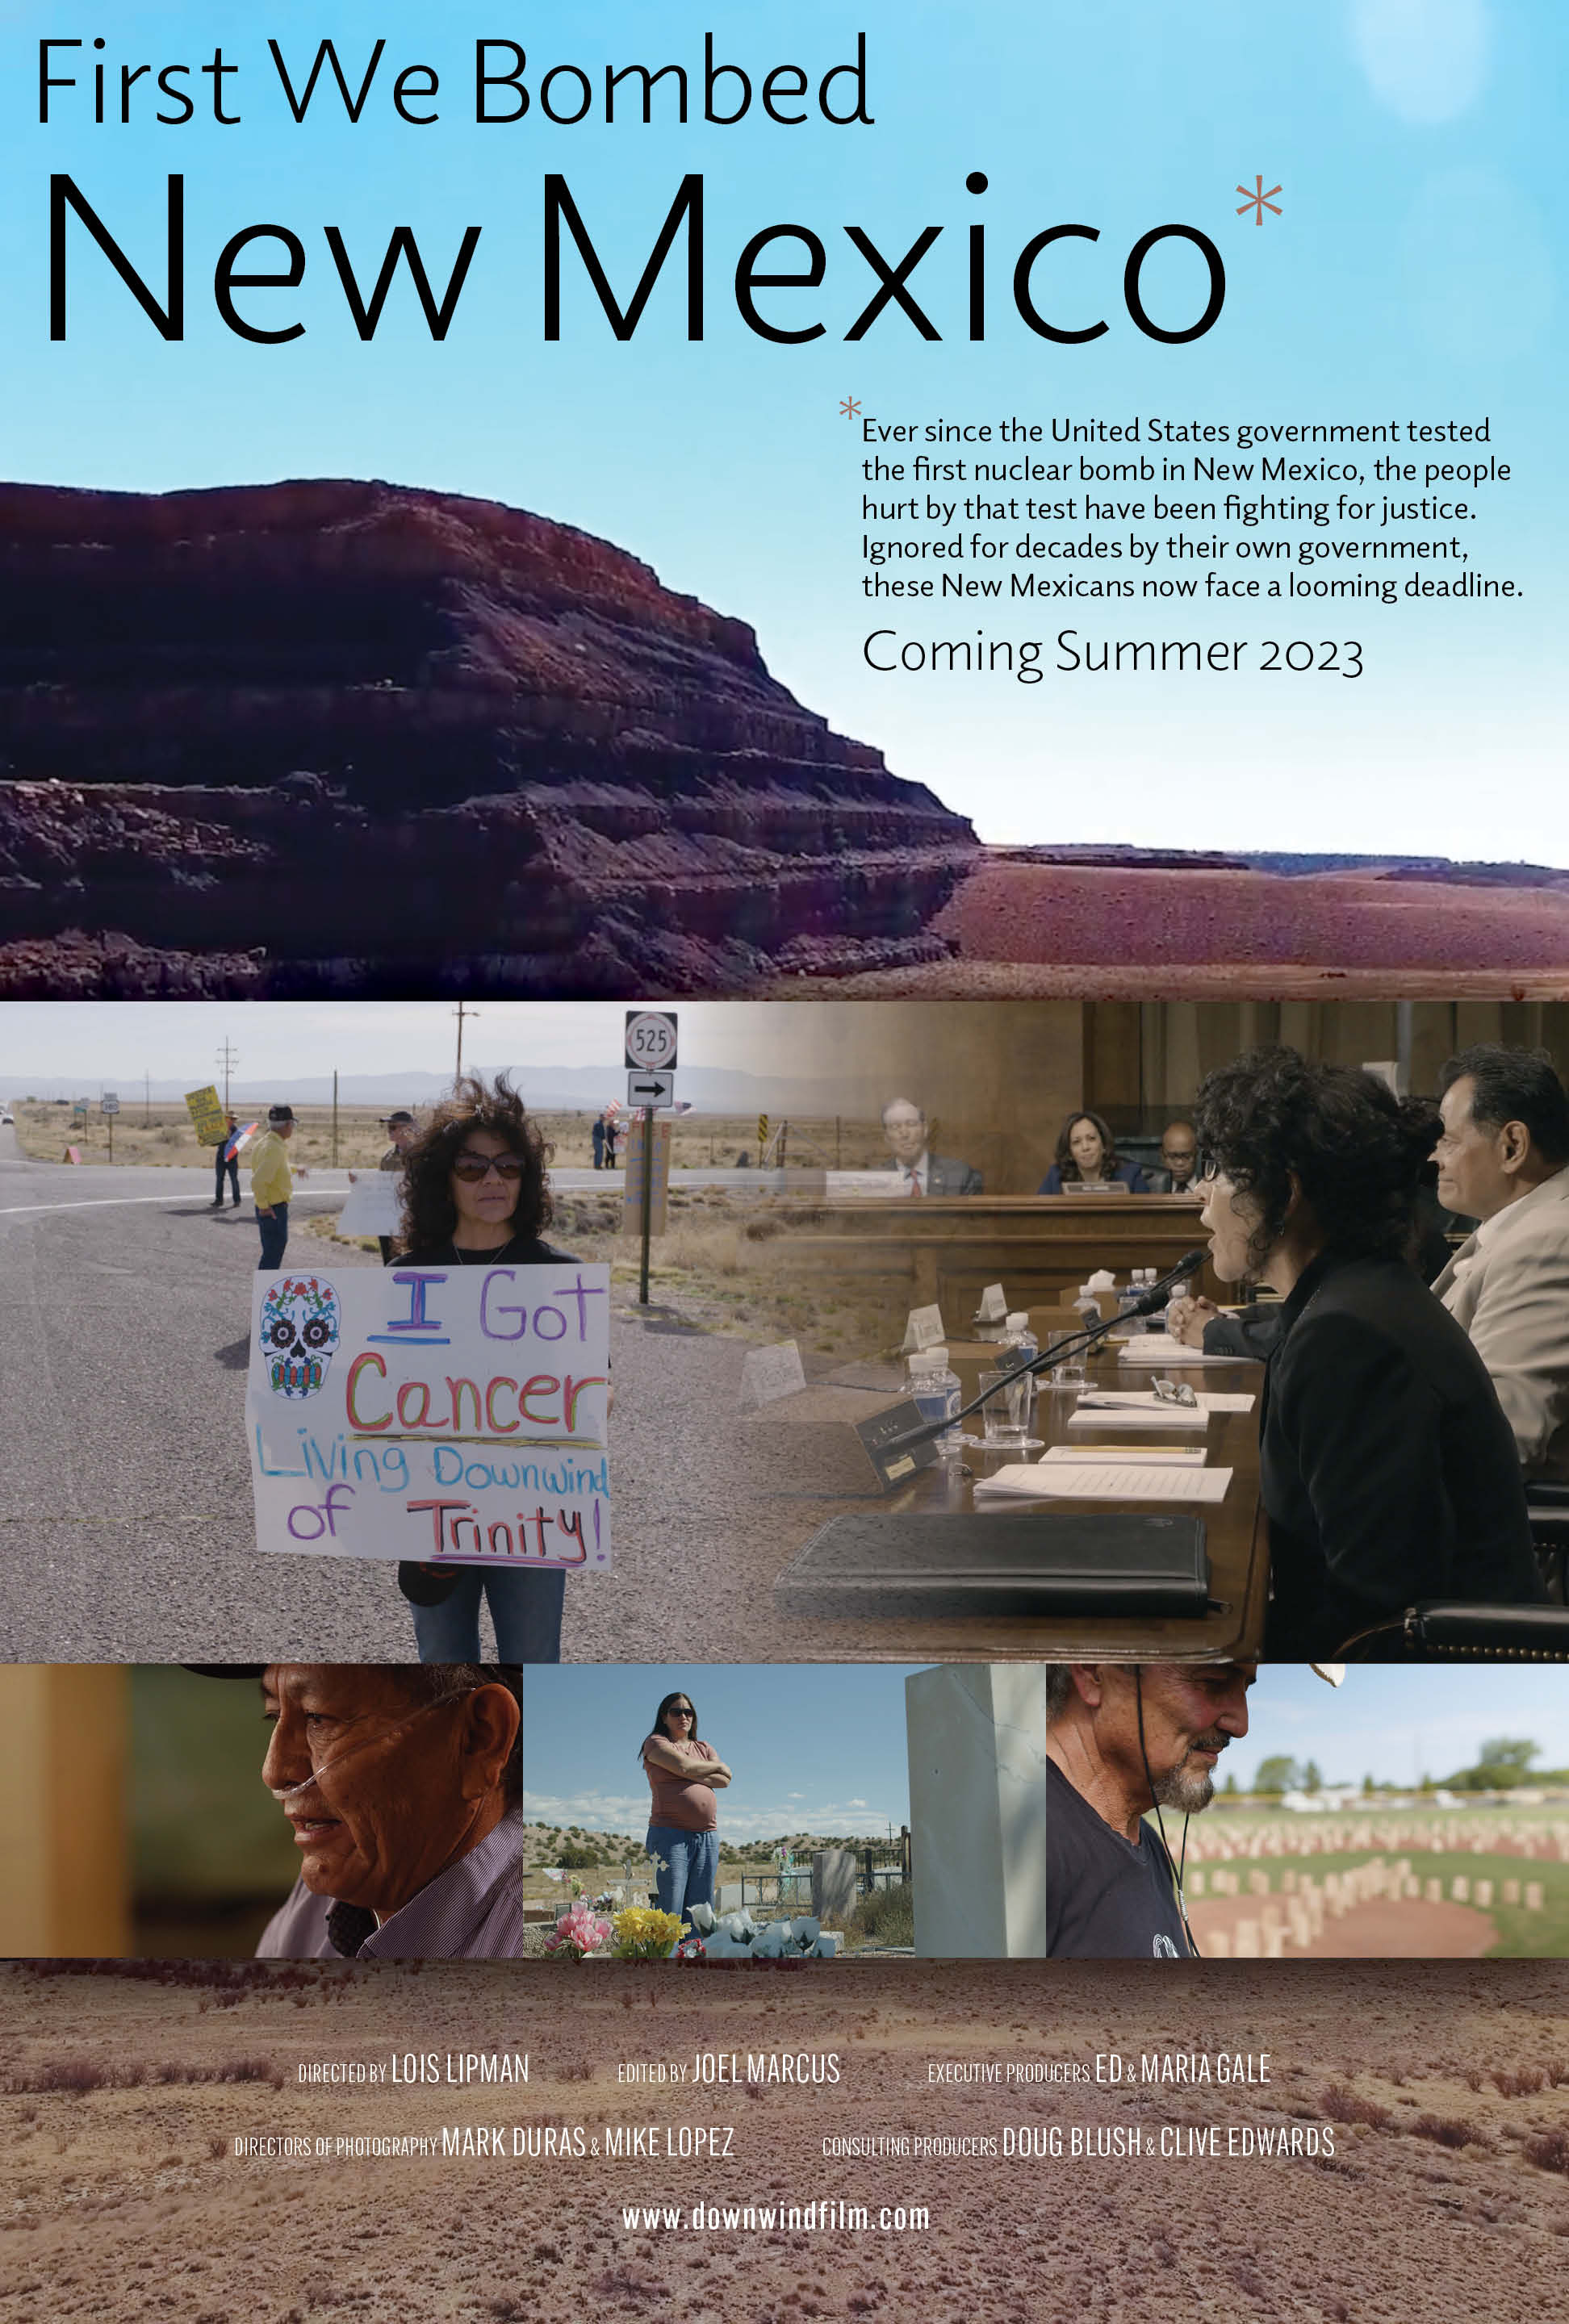 First We Bombed
New Mexico*
*Ever since the United States government tested
the first nuclear bomb in New Mexico, the people
hurt by that test have been fighting for justice.
Ignored for decades by their own government,
these New Mexicans now face a looming deadline.
Coming Summer 2023
525
I Got
Cancer
Living Downwind
of Trinity!
DIRECTED BY LOIS LIPMAN EDITED BY JOEL MARCUS EXECUTIVE PRODUCERS ED & MARIA GALE
DIRECTORS OF PHOTOGRAPHY MARK DURAS & MIKE LOPEZ CONSULTING PRODUCERS DOUG BLUSH & CLIVE EDWARDS
www.downwindfilm.com